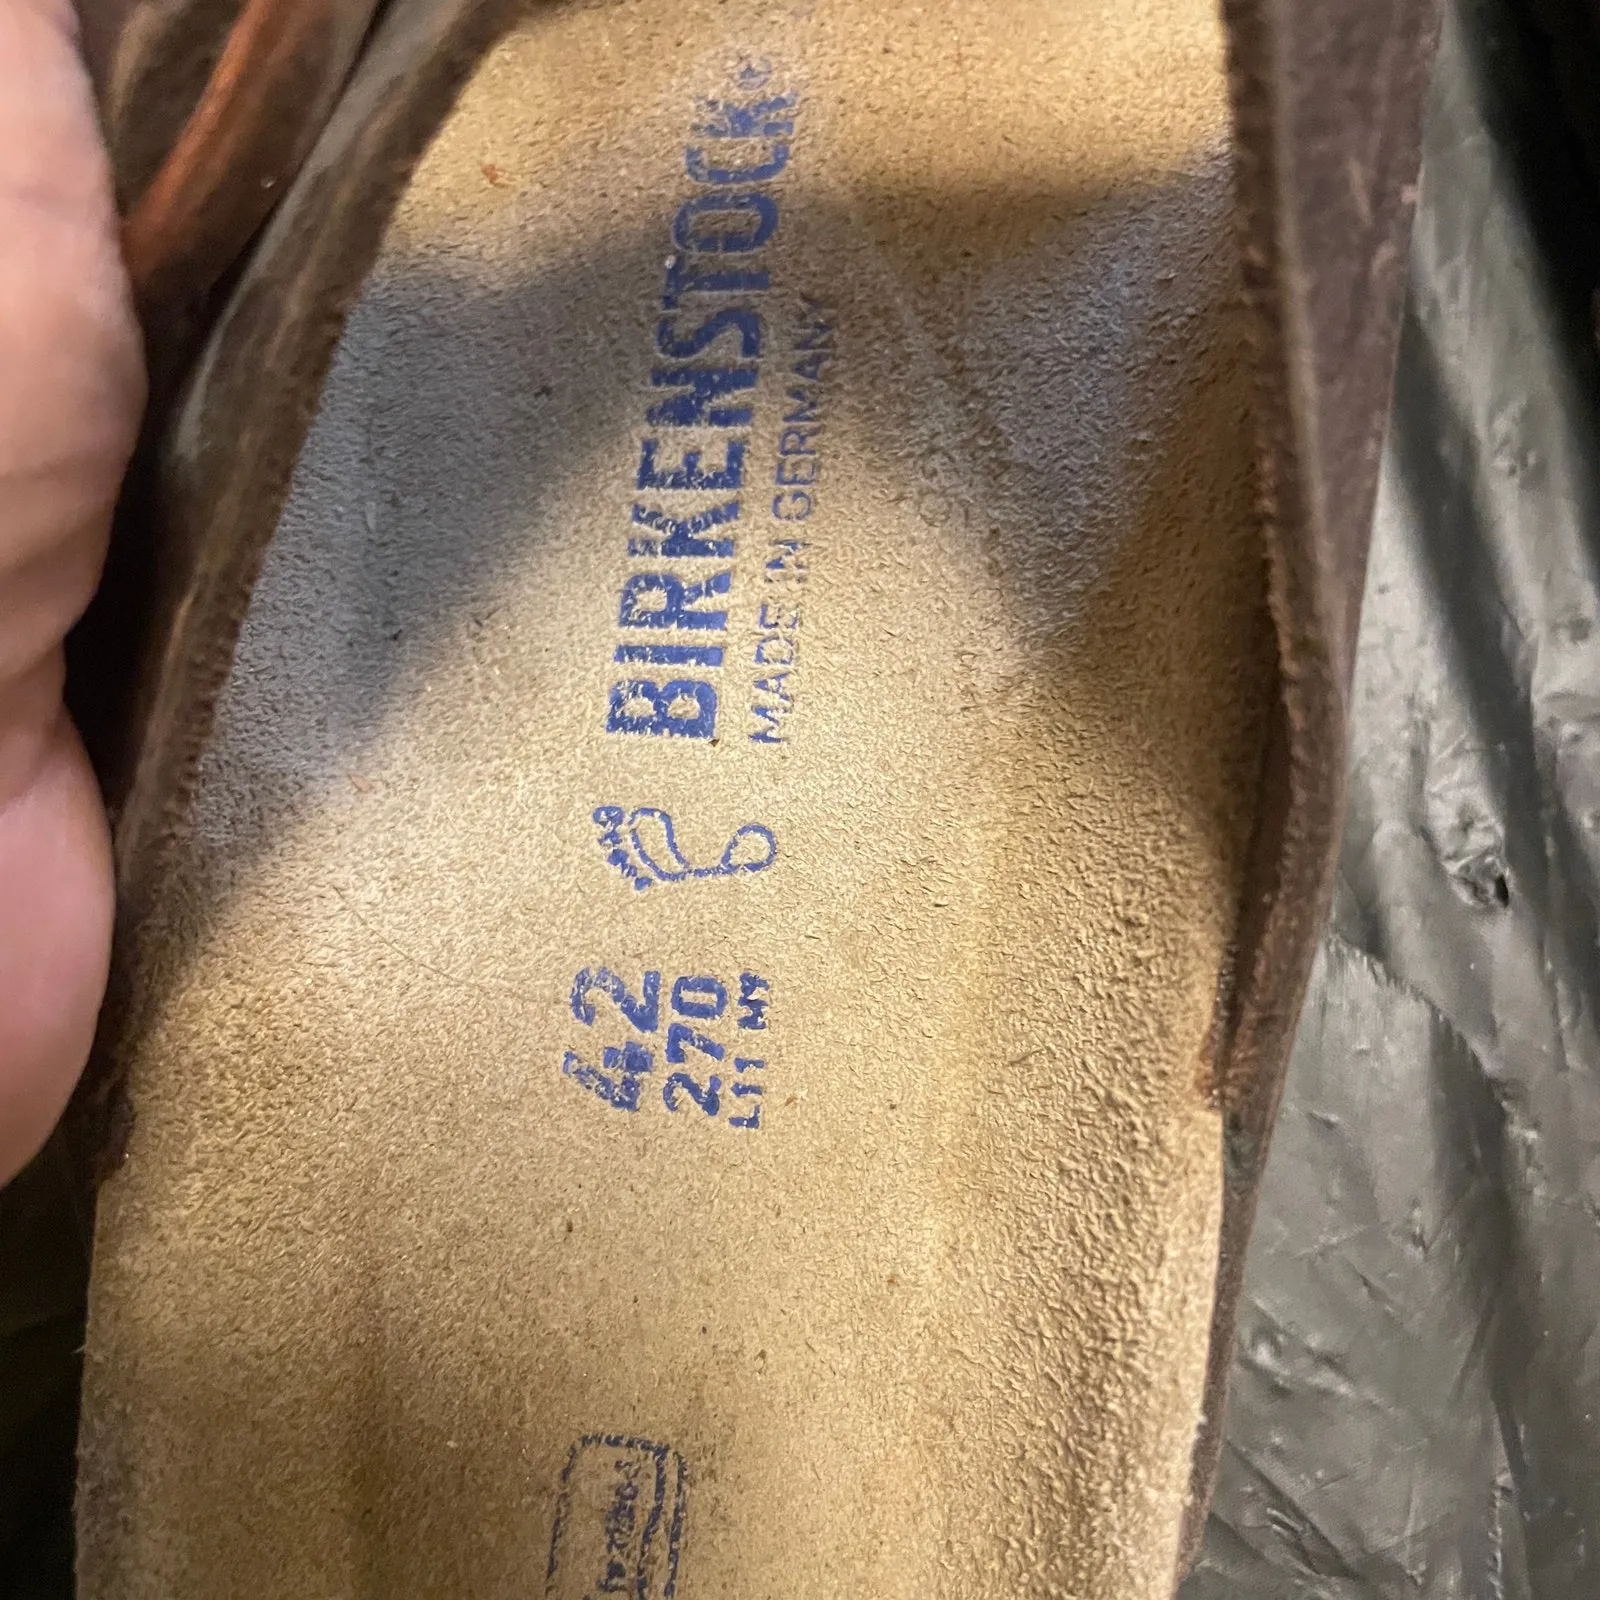 BIRKENSTOCK®
MADE IN GERMANY
42
270
L11 M9